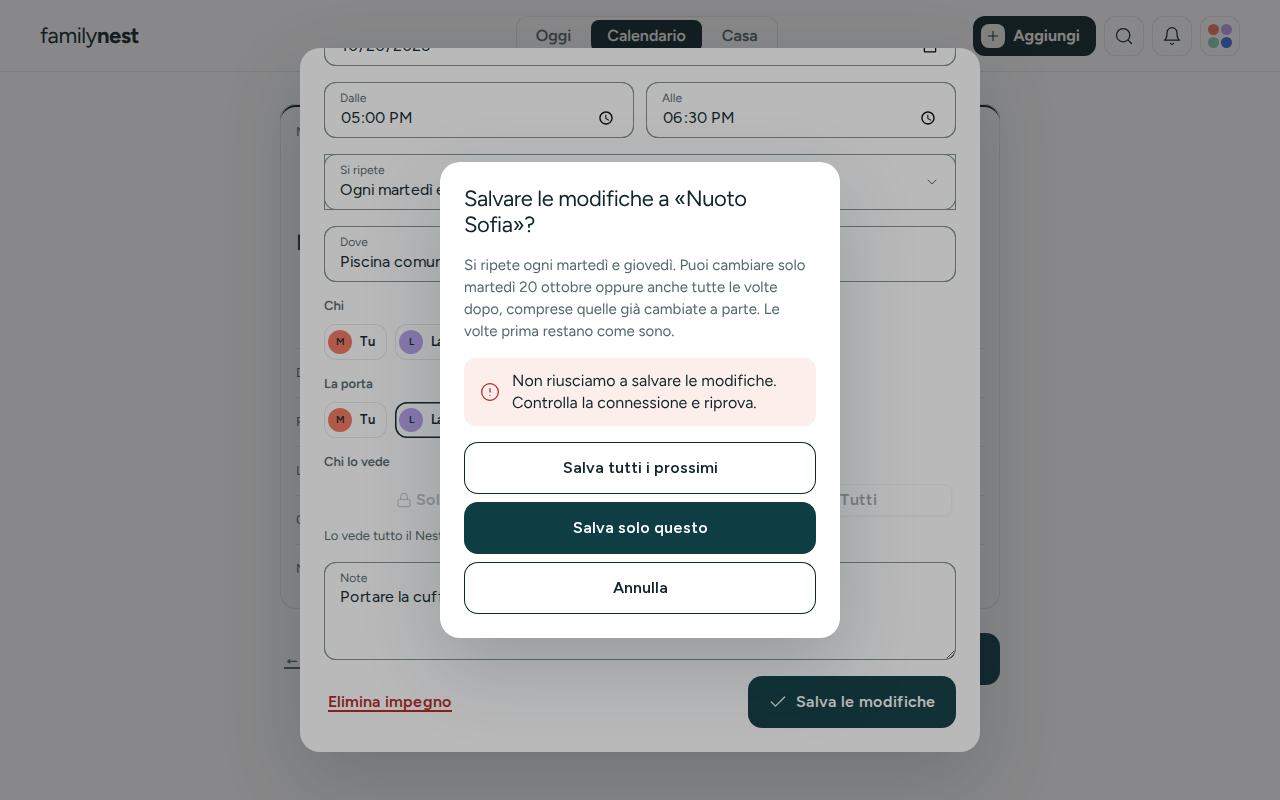 familynest
Oggi
Calendario
Casa
Aggiungi
Dalle
05:00 PM
Alle
06:30 PM
Si ripete
Ogni martedì e
Dove
Piscina comun
Chi
M Tu
L
La porta
M Tu
L
Chi lo vede
Sol
Tutti
Lo vede tutto il Nest
Note
Portare la cuf
Elimina impegno
Salva le modifiche
Salvare le modifiche a «Nuoto
Sofia»?
Si ripete ogni martedì e giovedì. Puoi cambiare solo
martedì 20 ottobre oppure anche tutte le volte
dopo, comprese quelle già cambiate a parte. Le
volte prima restano come sono.
Non riusciamo a salvare le modifiche.
Controlla la connessione e riprova.
Salva tutti i prossimi
Salva solo questo
Annulla